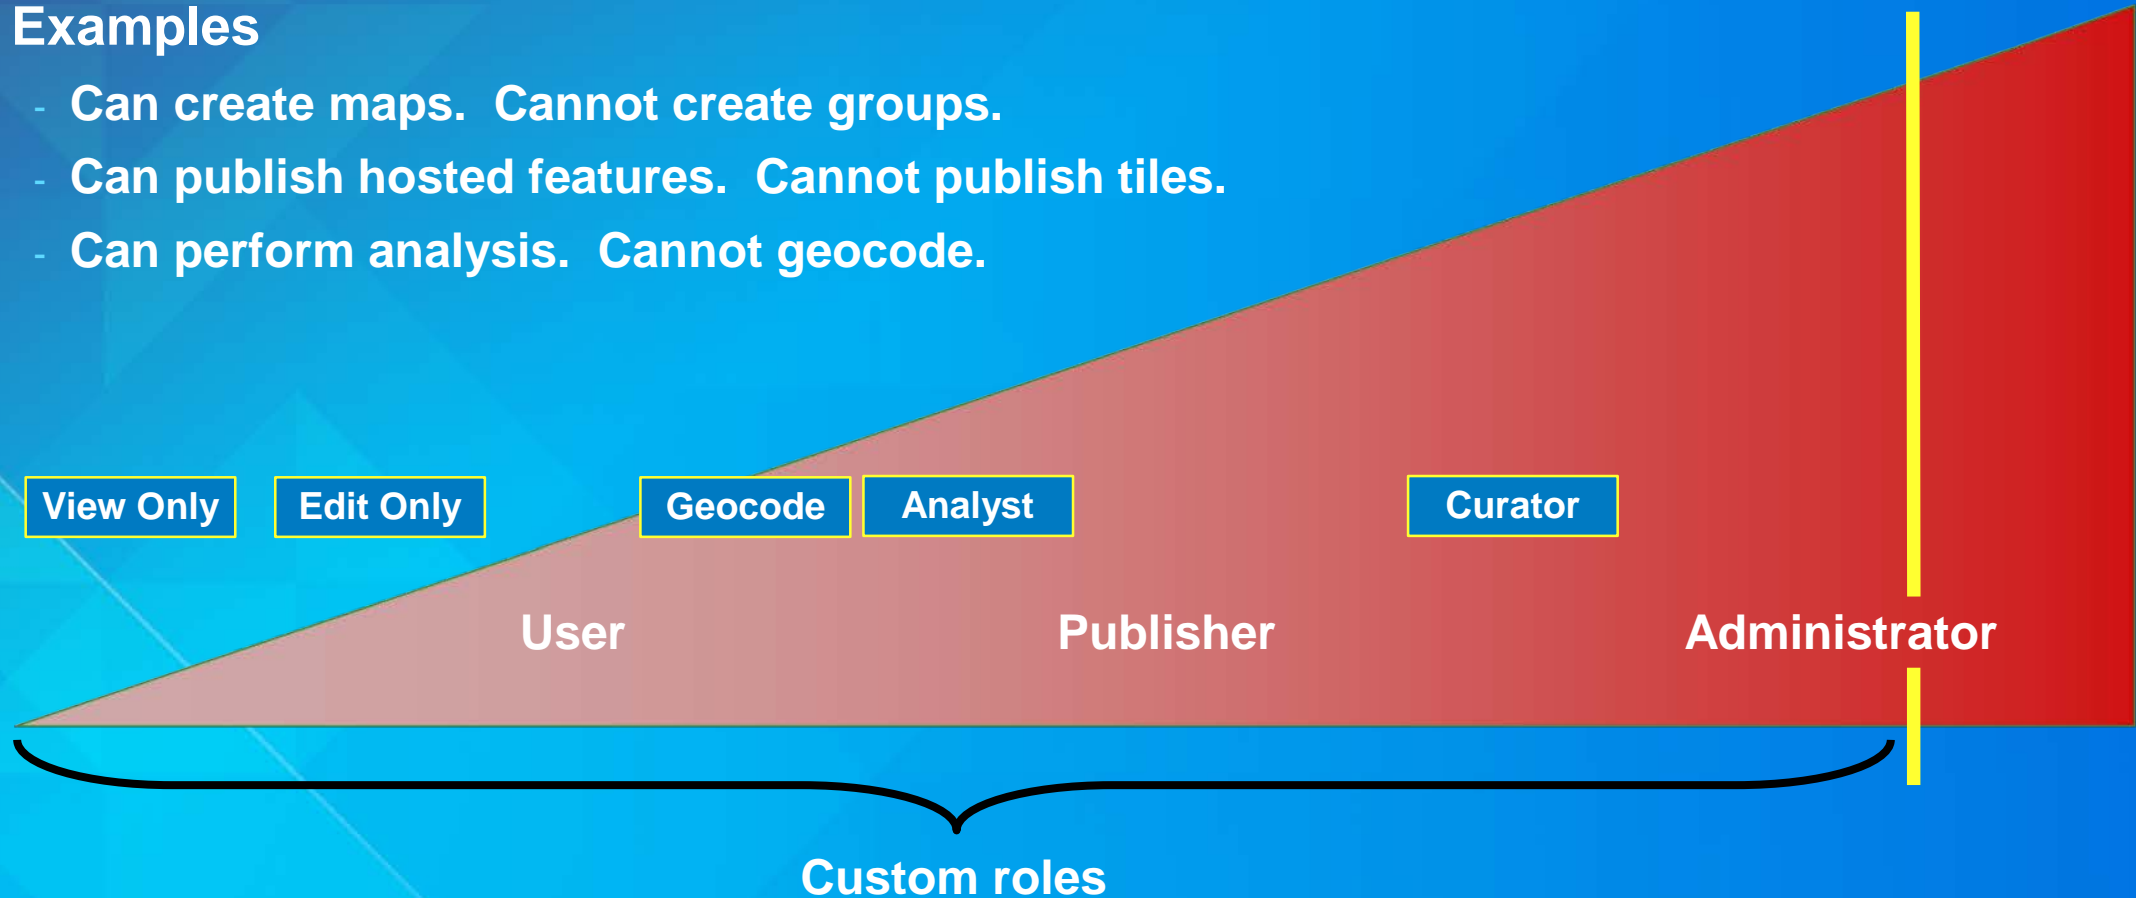 Examples
- Can create maps.  Cannot create groups.
- Can publish hosted features.  Cannot publish tiles.
- Can perform analysis.  Cannot geocode.
View Only
Edit Only
Geocode
Analyst
Curator
User
Publisher
Administrator
Custom roles